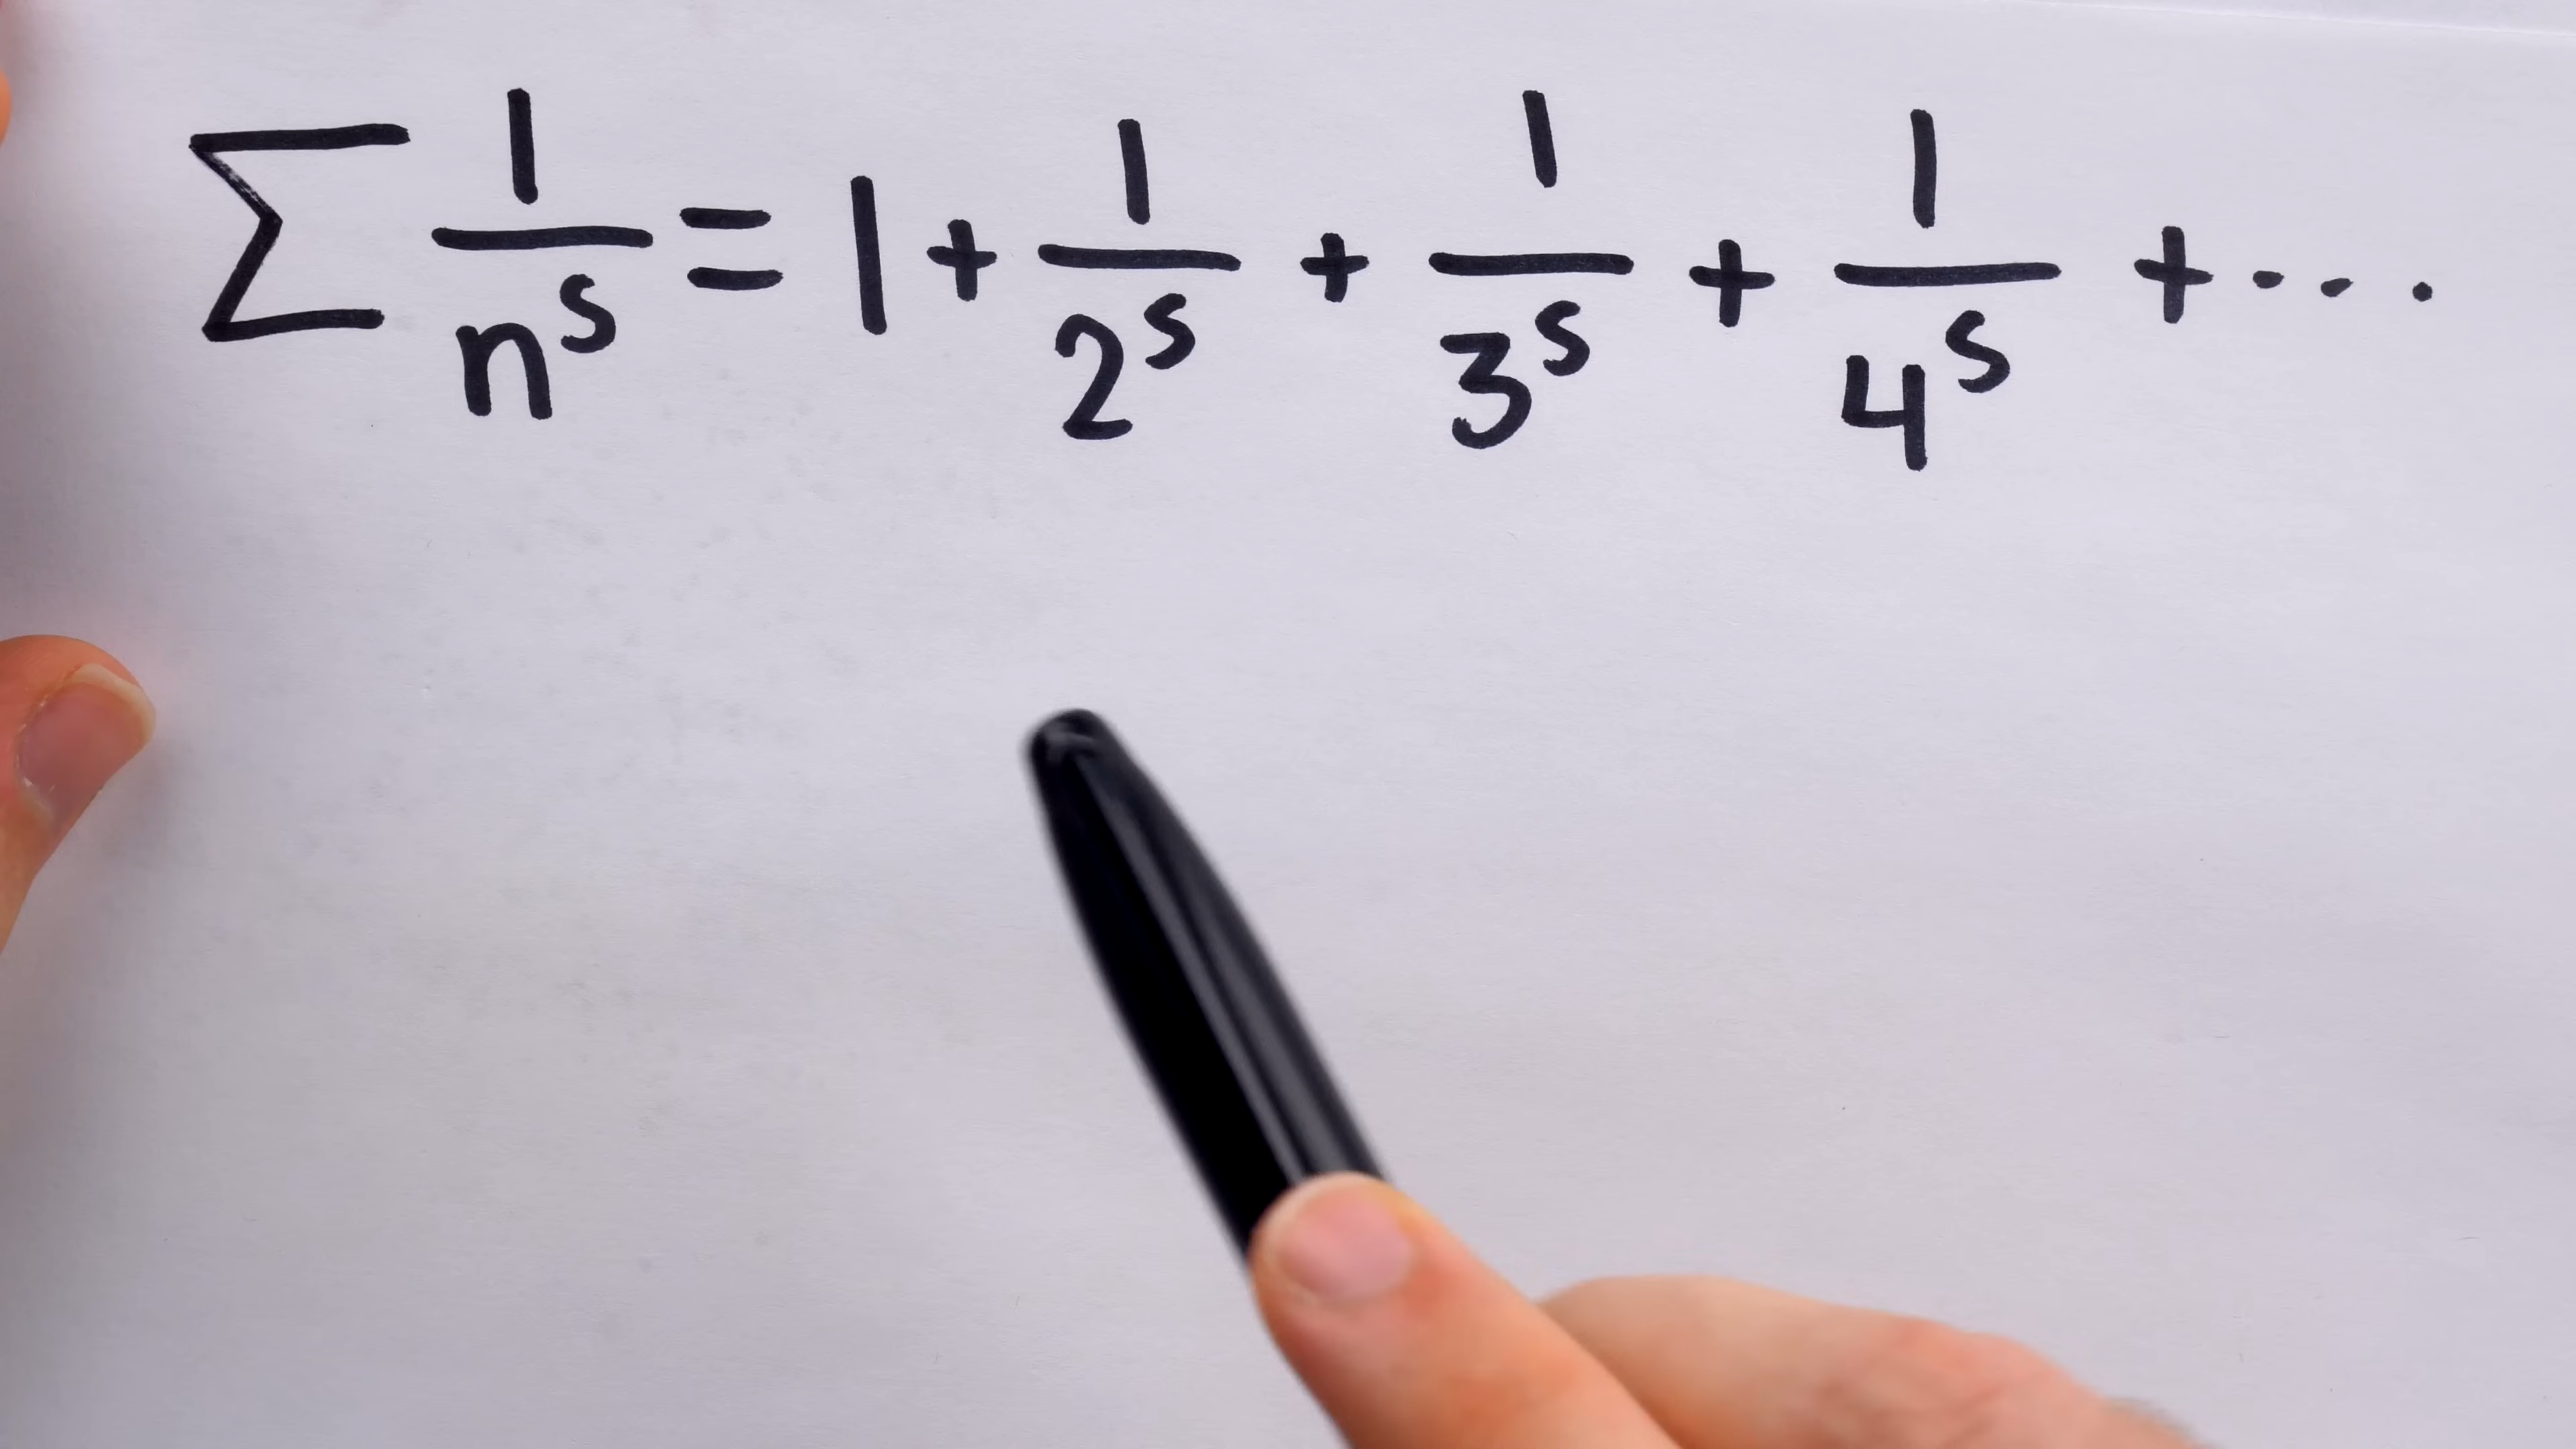 ∑ 1/n^s = 1 + 1/2^s + 1/3^s + 1/4^s + ...